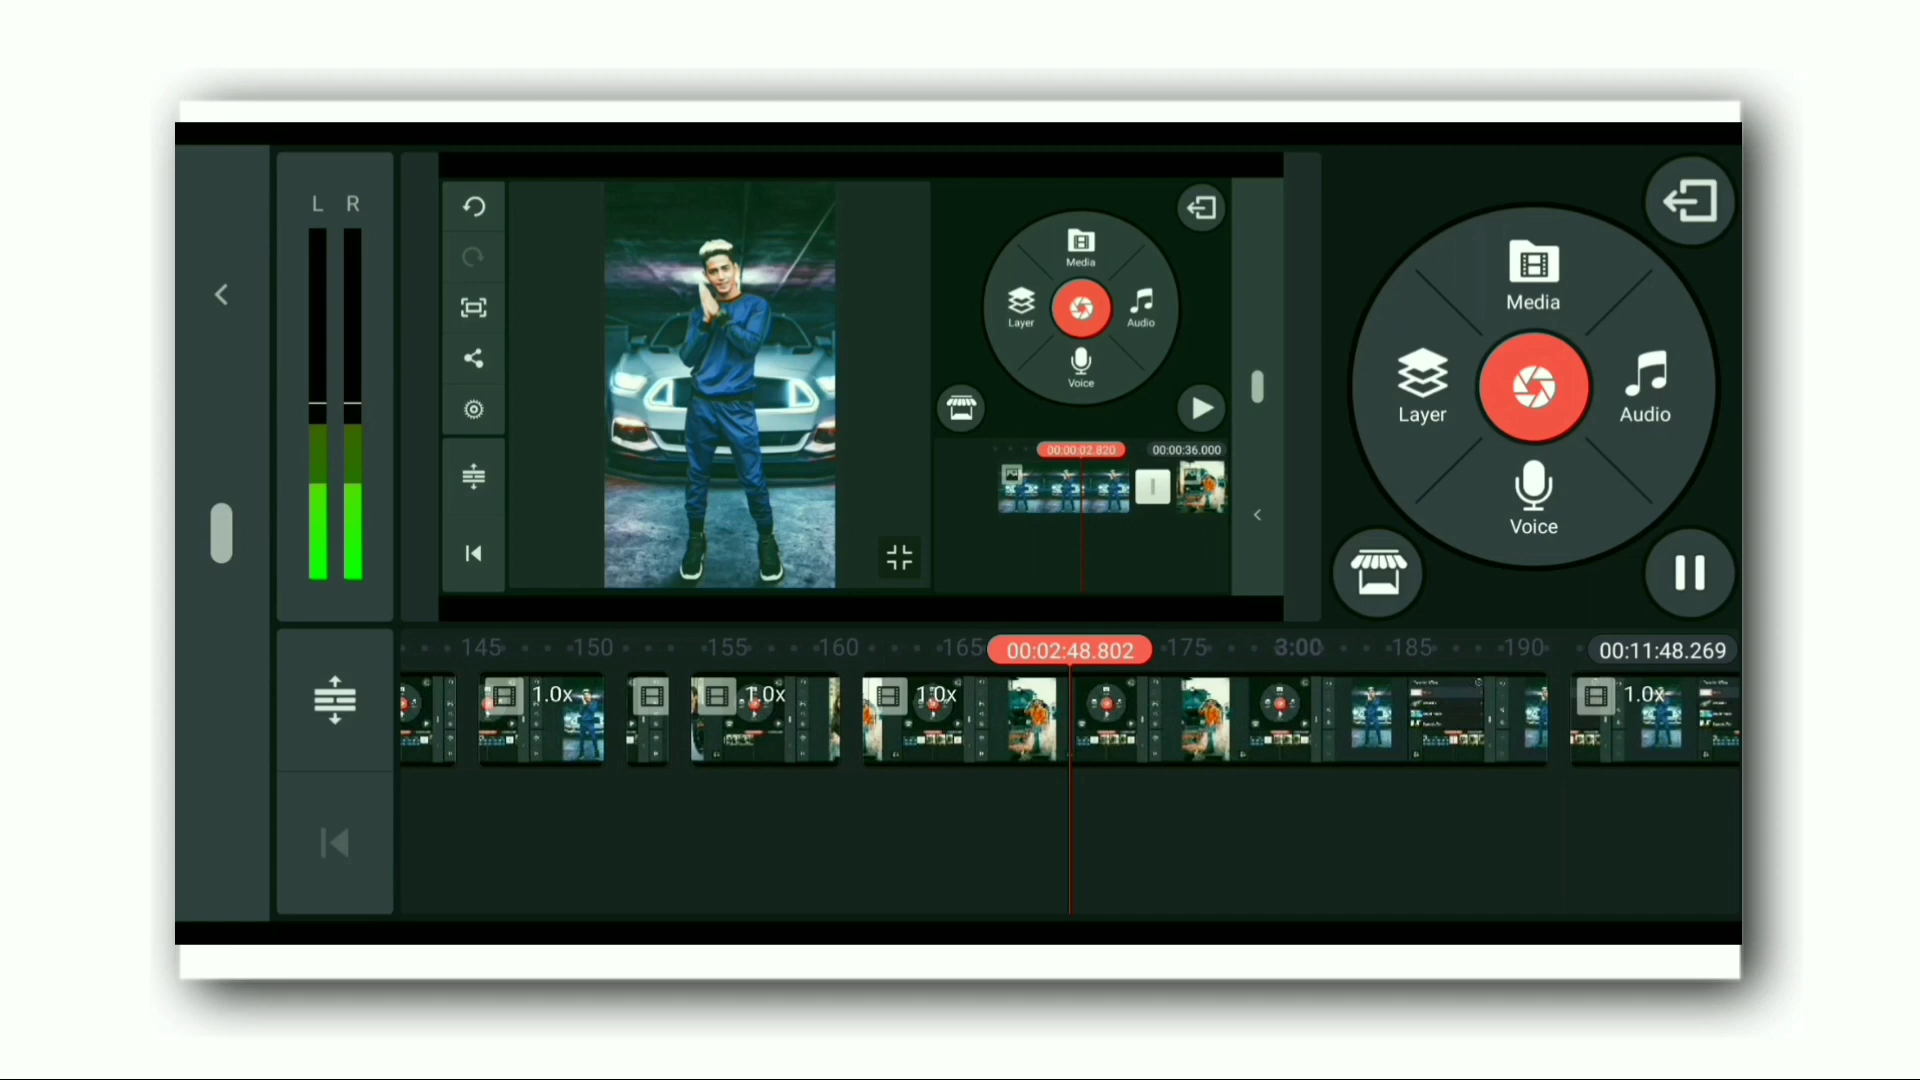 L R
Media
Layer
Audio
Voice
00:00:02.820
00:00:36.000
Media
Layer
Audio
Voice
145 150 155 160 165 00:02:48.802 175 3:00 185 190 00:11:48.269
1.0x 1.0x 1.0x 1.0x